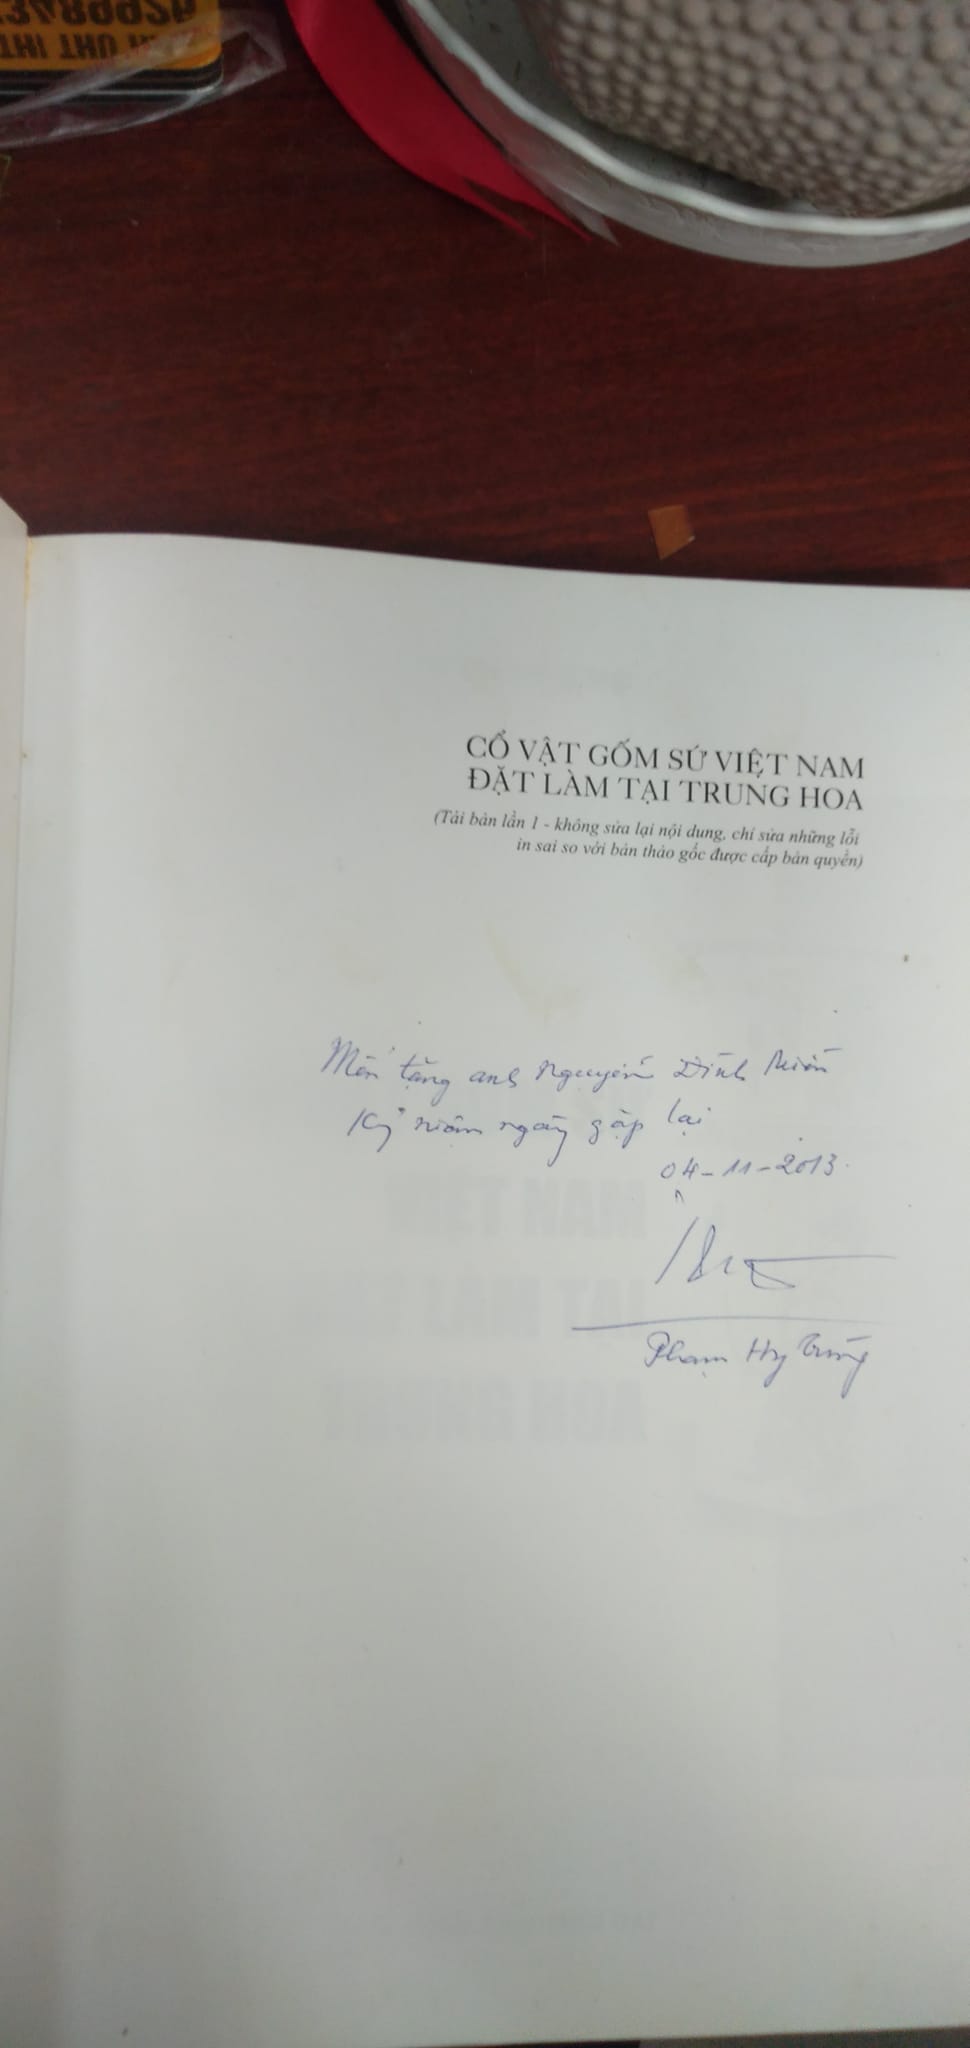 CỔ VẬT GỐM SỨ VIỆT NAM
ĐẶT LÀM TẠI TRUNG HOA
(Tái bản lần 1 - không sửa lại nội dung, chỉ sửa những lỗi
in sai so với bản thảo gốc được cấp bản quyền)
Mến tặng anh Nguyễn Đình
Kỷ niệm ngày gặp lại
04-11-2013.
Phạm Hy Tùng